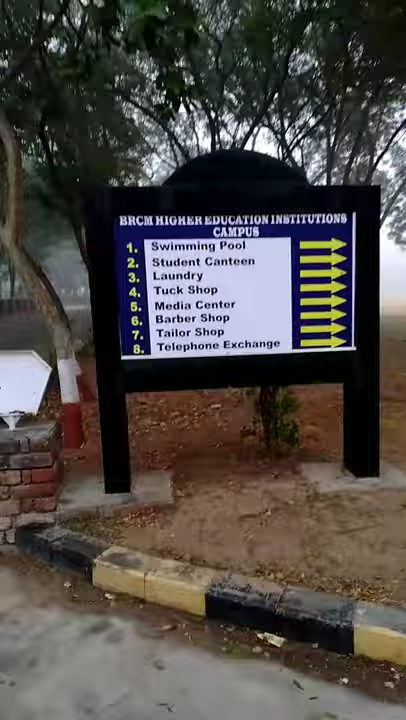 BRCM HIGHER EDUCATION INSTITUTIONS
CAMPUS
1. Swimming Pool
2. Student Canteen
3. Laundry
4. Tuck Shop
5. Media Center
6. Barber Shop
7. Tailor Shop
8. Telephone Exchange